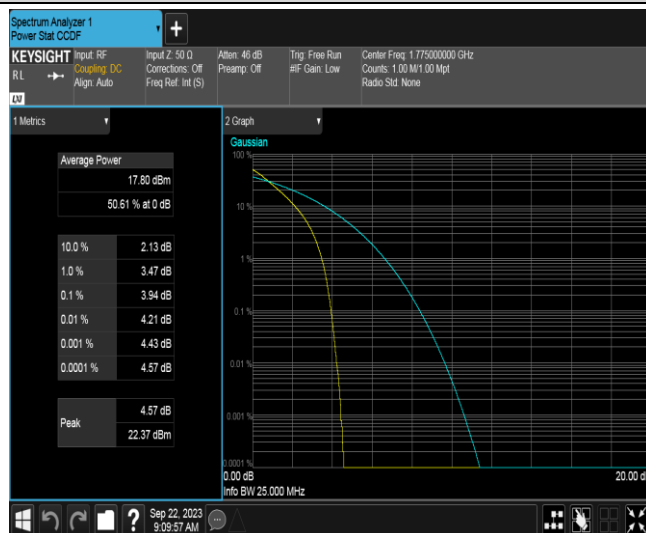 Spectrum Analyzer 1
Power Stat CCDF
+
KEYSIGHT
RL
LXI
Input: RF
Coupling: DC
Align: Auto
Input Z: 50 Ω
Corrections: Off
Freq Ref: Int (S)
Atten: 46 dB
Preamp: Off
Trig: Free Run
#IF Gain: Low
Center Freq: 1.775000000 GHz
Counts: 1.00 M/1.00 Mpt
Radio Std: None
1 Metrics
Average Power
17.80 dBm
50.61 % at 0 dB
10.0 % 2.13 dB
1.0 % 3.47 dB
0.1 % 3.94 dB
0.01 % 4.21 dB
0.001 % 4.43 dB
0.0001 % 4.57 dB
Peak
4.57 dB
22.37 dBm
2 Graph
Gaussian
100 %
10 %
1 %
0.1 %
0.01 %
0.001 %
0.0001 %
0.00 dB
20.00 d
Info BW 25.000 MHz
?
Sep 22, 2023
9:09:57 AM